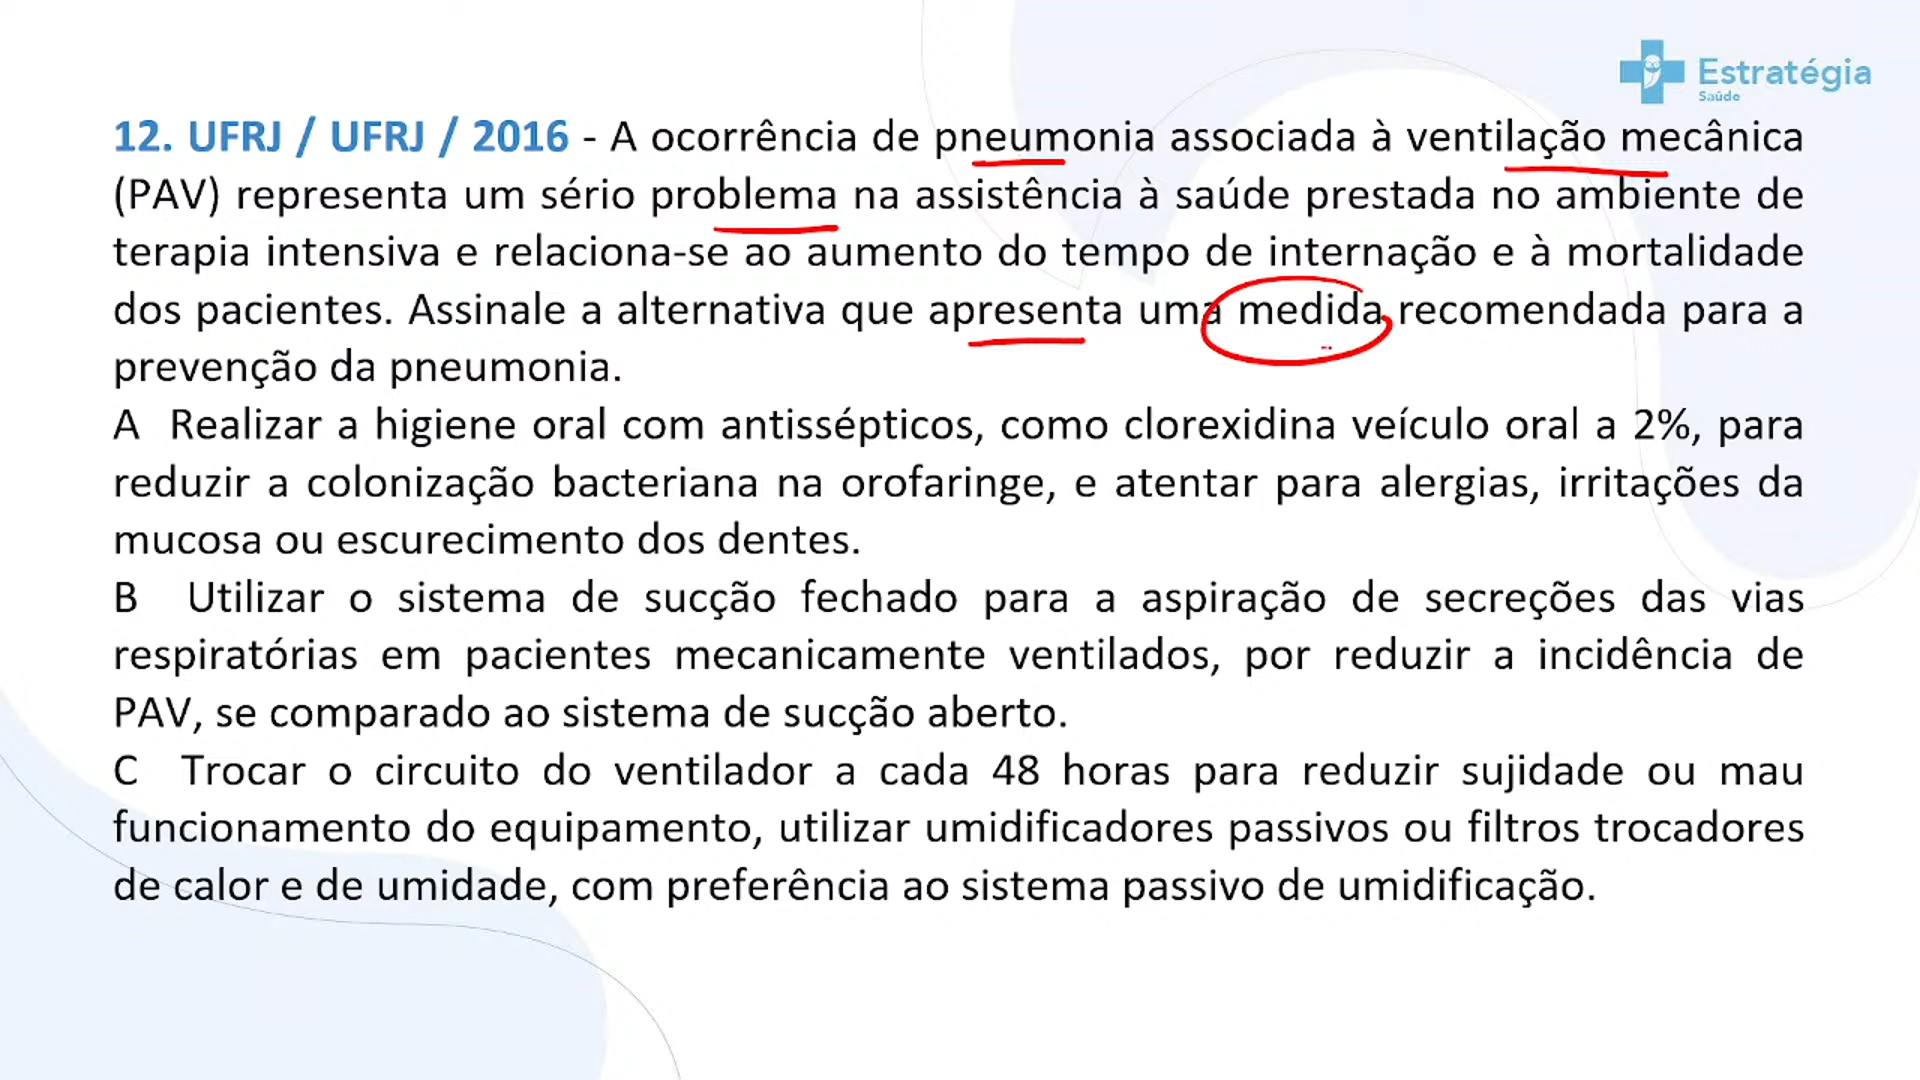 Estratégia
Saúde
12. UFRJ / UFRJ / 2016 - A ocorrência de pneumonia associada à ventilação mecânica
(PAV) representa um sério problema na assistência à saúde prestada no ambiente de
terapia intensiva e relaciona-se ao aumento do tempo de internação e à mortalidade
dos pacientes. Assinale a alternativa que apresenta uma medida recomendada para a
prevenção da pneumonia.
A Realizar a higiene oral com antissépticos, como clorexidina veículo oral a 2%, para
reduzir a colonização bacteriana na orofaringe, e atentar para alergias, irritações da
mucosa ou escurecimento dos dentes.
B Utilizar o sistema de sucção fechado para a aspiração de secreções das vias
respiratórias em pacientes mecanicamente ventilados, por reduzir a incidência de
PAV, se comparado ao sistema de sucção aberto.
C Trocar o circuito do ventilador a cada 48 horas para reduzir sujidade ou mau
funcionamento do equipamento, utilizar umidificadores passivos ou filtros trocadores
de calor e de umidade, com preferência ao sistema passivo de umidificação.